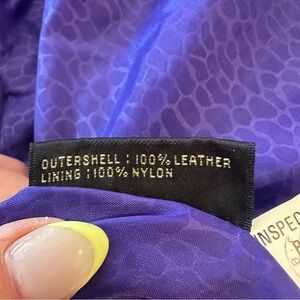 OUTERSHELL : 100% LEATHER
LINING : 100% NYLON